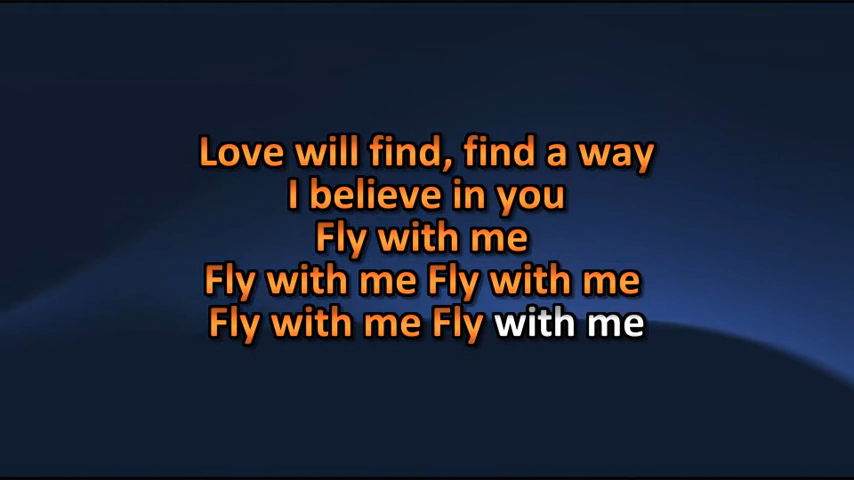 Love will find, find a way
I believe in you
Fly with me
Fly with me Fly with me
Fly with me Fly with me